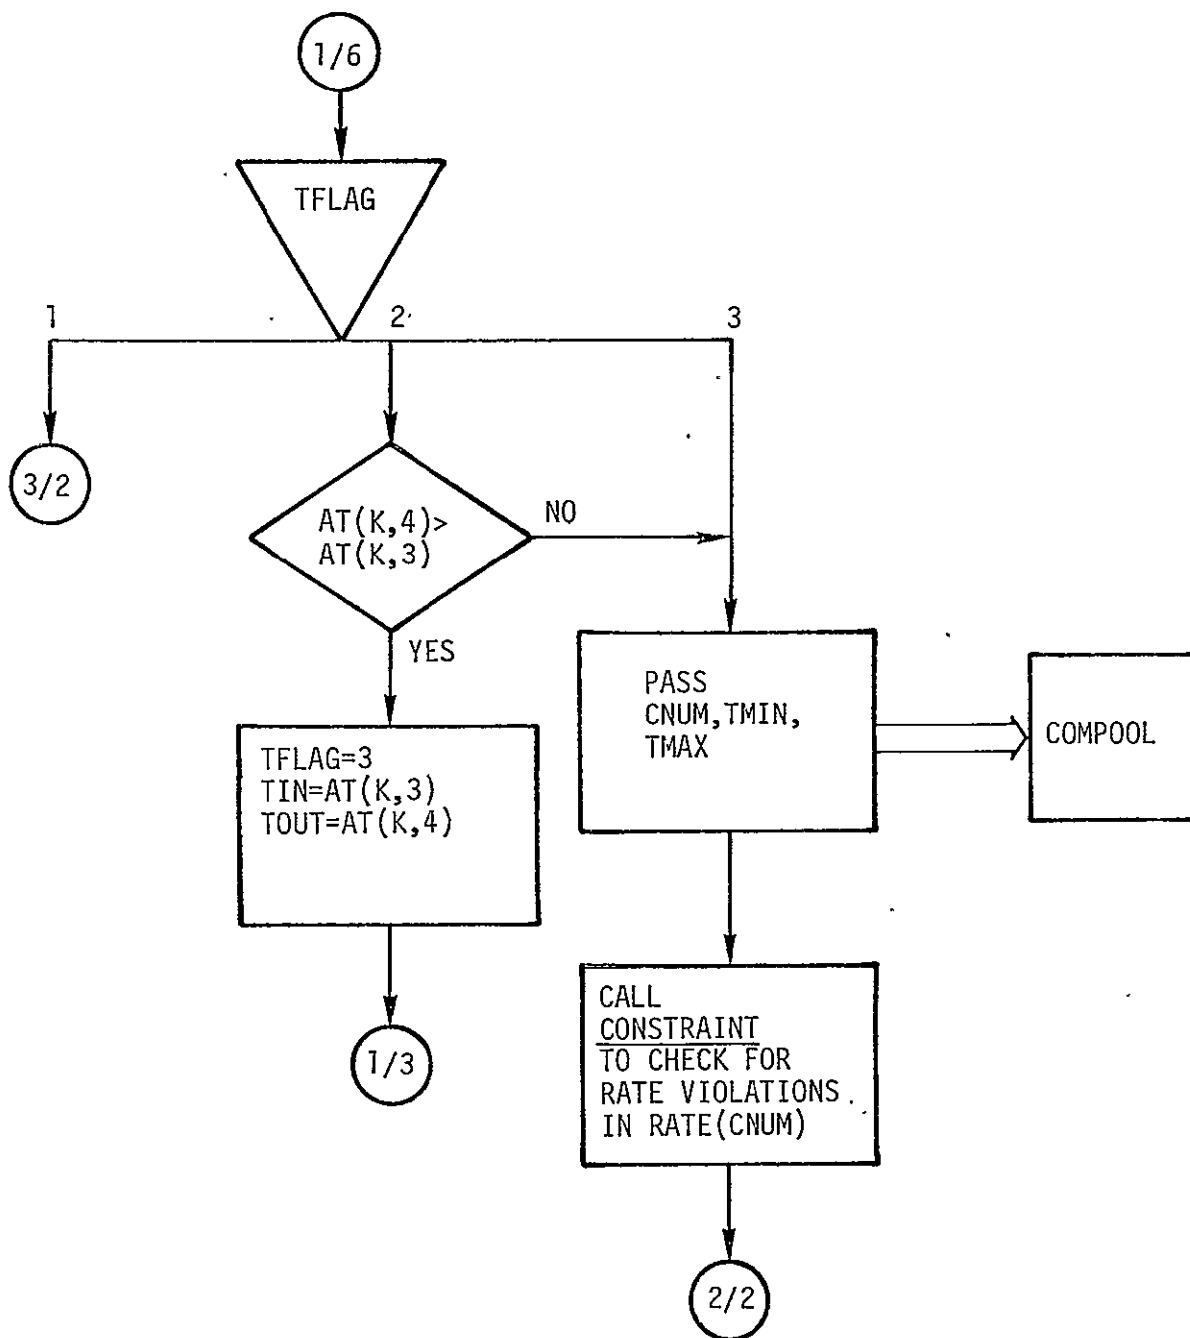 1/6
TFLAG
1
2
3
3/2
AT(K,4)>
AT(K,3)
NO
YES
TFLAG=3
TIN=AT(K,3)
TOUT=AT(K,4)
1/3
PASS
CNUM,TMIN,
TMAX
COMPOOL
CALL
CONSTRAINT
TO CHECK FOR
RATE VIOLATIONS
IN RATE(CNUM)
2/2